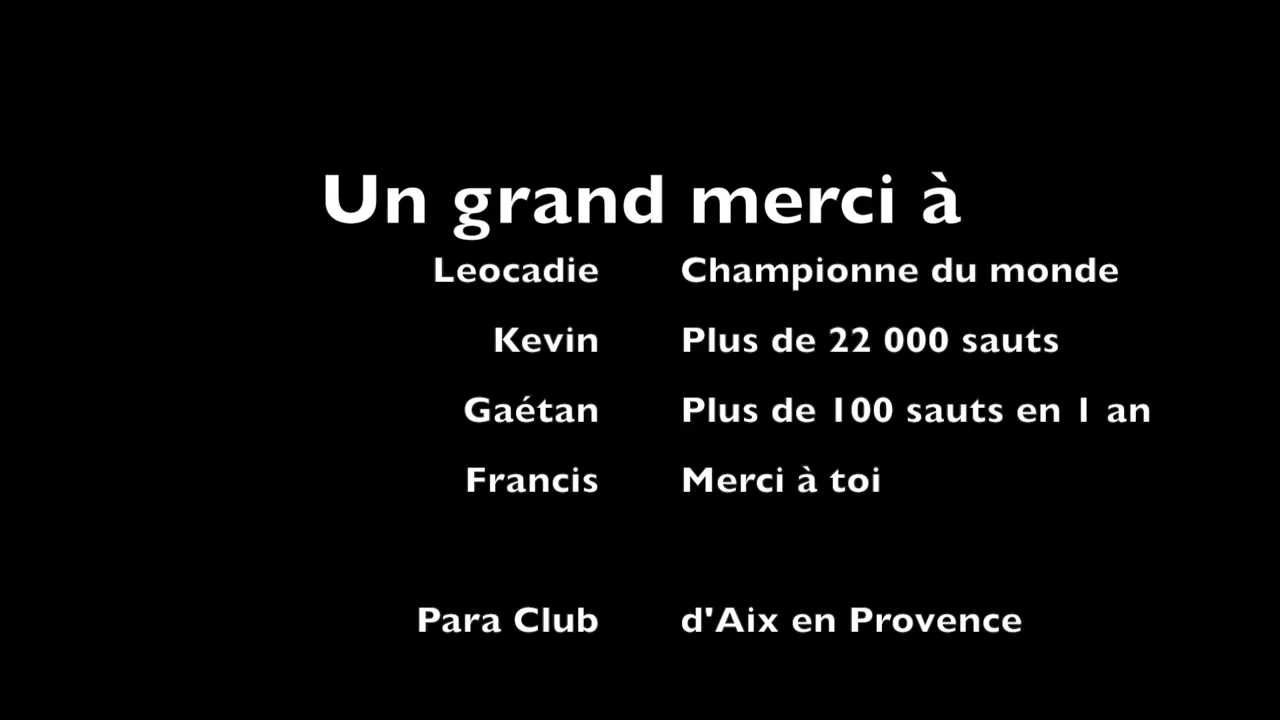 Un grand merci à
Leocadie Championne du monde
Kevin Plus de 22 000 sauts
Gaétan Plus de 100 sauts en 1 an
Francis Merci à toi
Para Club d'Aix en Provence